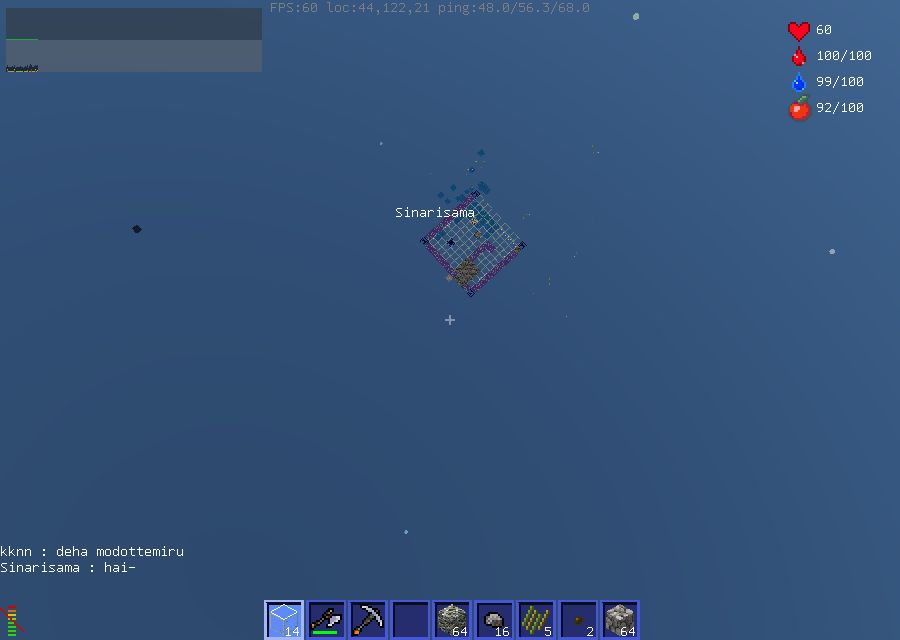 FPS:60 loc:44,122,21 ping:48.0/56.3/68.0
60
100/100
99/100
92/100
Sinarisama
kknn : deha modottemiru
Sinarisama : hai-
14 64 16 5 2 64